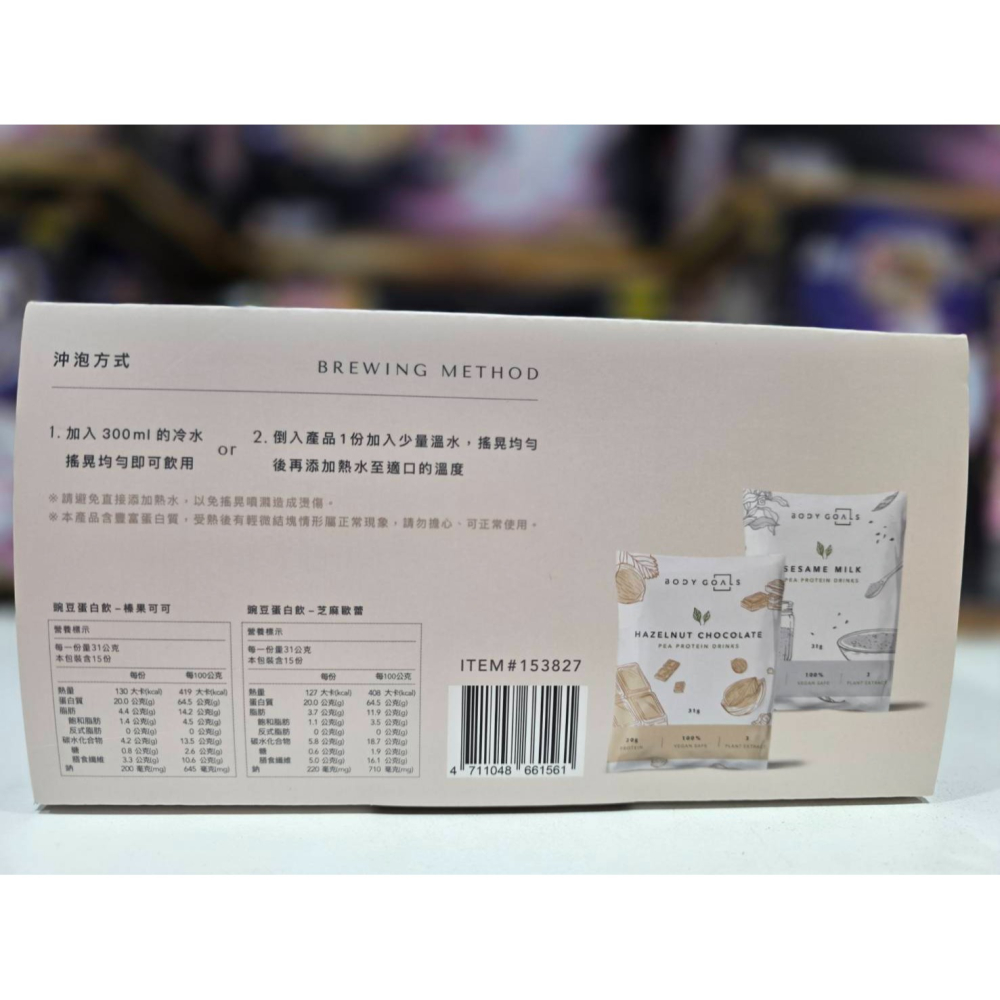 沖泡方式
BREWING METHOD
1. 加入 300ml 的冷水
搖晃均勻即可飲用
or
2. 倒入產品1份加入少量溫水，搖晃均勻
後再添加熱水至適口的溫度
※請避免直接添加熱水，以免搖晃噴濕造成燙傷。
※本產品含豐富蛋白質，受熱後有輕微結塊情形屬正常現象，請勿擔心、可正常使用。
豌豆蛋白飲–榛果可可
營養標示
每一份量31公克
本包裝含15份
每份 每100公克
熱量 130 大卡(kcal) 419 大卡(kcal)
蛋白質 20.0 公克(g) 64.5 公克(g)
脂肪 4.4 公克(g) 14.2 公克(g)
飽和脂肪 1.4 公克(g) 4.5 公克(g)
反式脂肪 0 公克(g) 0 公克(g)
碳水化合物 4.2 公克(g) 13.5 公克(g)
糖 0.8 公克(g) 2.6 公克(g)
膳食纖維 3.3 公克(g) 10.6 公克(g)
鈉 200 毫克(mg) 645 毫克(mg)
豌豆蛋白飲–芝麻歐蕾
營養標示
每一份量31公克
本包裝含15份
每份 每100公克
熱量 127 大卡(kcal) 408 大卡(kcal)
蛋白質 20.0 公克(g) 64.5 公克(g)
脂肪 3.7 公克(g) 11.9 公克(g)
飽和脂肪 1.1 公克(g) 3.5 公克(g)
反式脂肪 0 公克(g) 0 公克(g)
碳水化合物 5.8 公克(g) 18.7 公克(g)
糖 0.6 公克(g) 1.9 公克(g)
膳食纖維 5.0 公克(g) 16.1 公克(g)
鈉 220 毫克(mg) 710 毫克(mg)
ITEM#153827
4 711048 661561
BODY GOALS
HAZELNUT CHOCOLATE
PEA PROTEIN DRINKS
31g
100%
VEGAN SAFE
PLANT EXTRACT
BODY GOALS
SESAME MILK
PEA PROTEIN DRINKS
31g
100%
VEGAN SAFE
PLANT EXTRACT